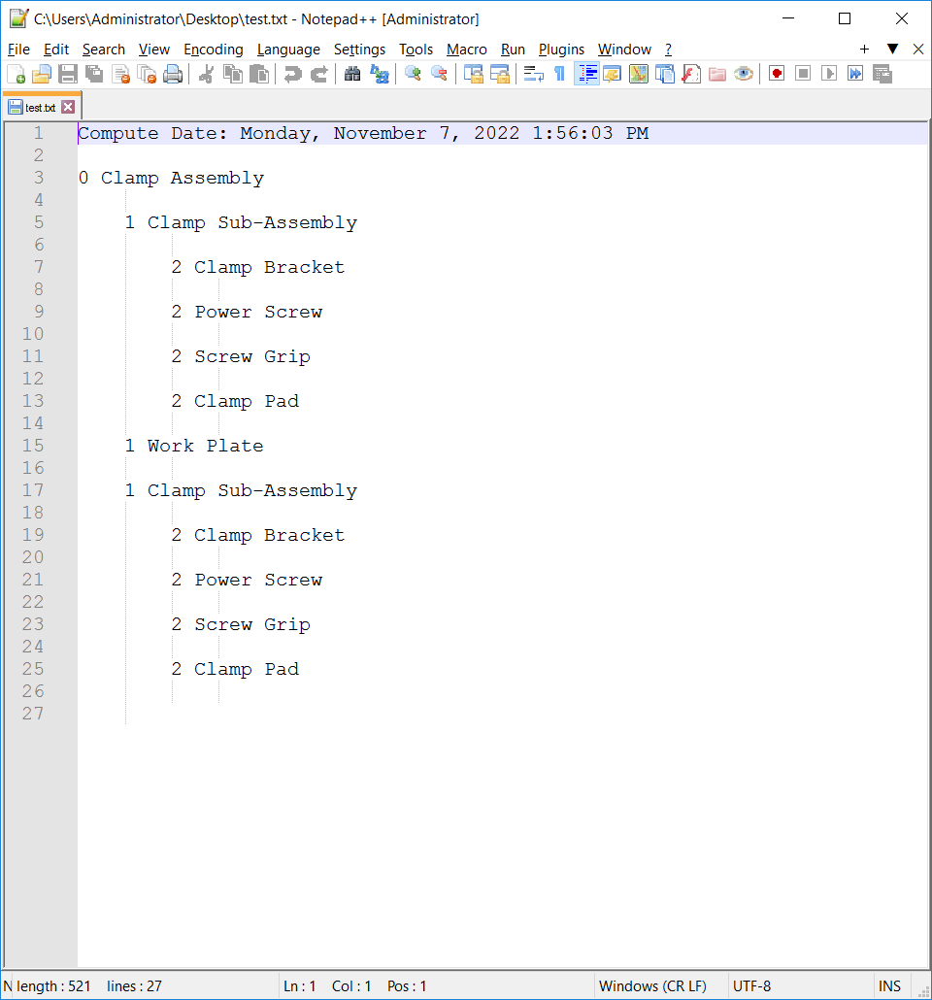 C:\Users\Administrator\Desktop\test.txt - Notepad++ [Administrator]
File Edit Search View Encoding Language Settings Tools Macro Run Plugins Window ?
test.txt
1 Compute Date: Monday, November 7, 2022 1:56:03 PM
2
3 0 Clamp Assembly
4
5 1 Clamp Sub-Assembly
6
7 2 Clamp Bracket
8
9 2 Power Screw
10
11 2 Screw Grip
12
13 2 Clamp Pad
14
15 1 Work Plate
16
17 1 Clamp Sub-Assembly
18
19 2 Clamp Bracket
20
21 2 Power Screw
22
23 2 Screw Grip
24
25 2 Clamp Pad
26
27
N length : 521 lines : 27 Ln : 1 Col : 1 Pos : 1 Windows (CR LF) UTF-8 INS